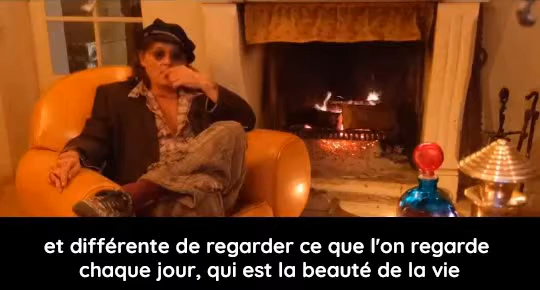 et différente de regarder ce que l'on regarde
chaque jour, qui est la beauté de la vie